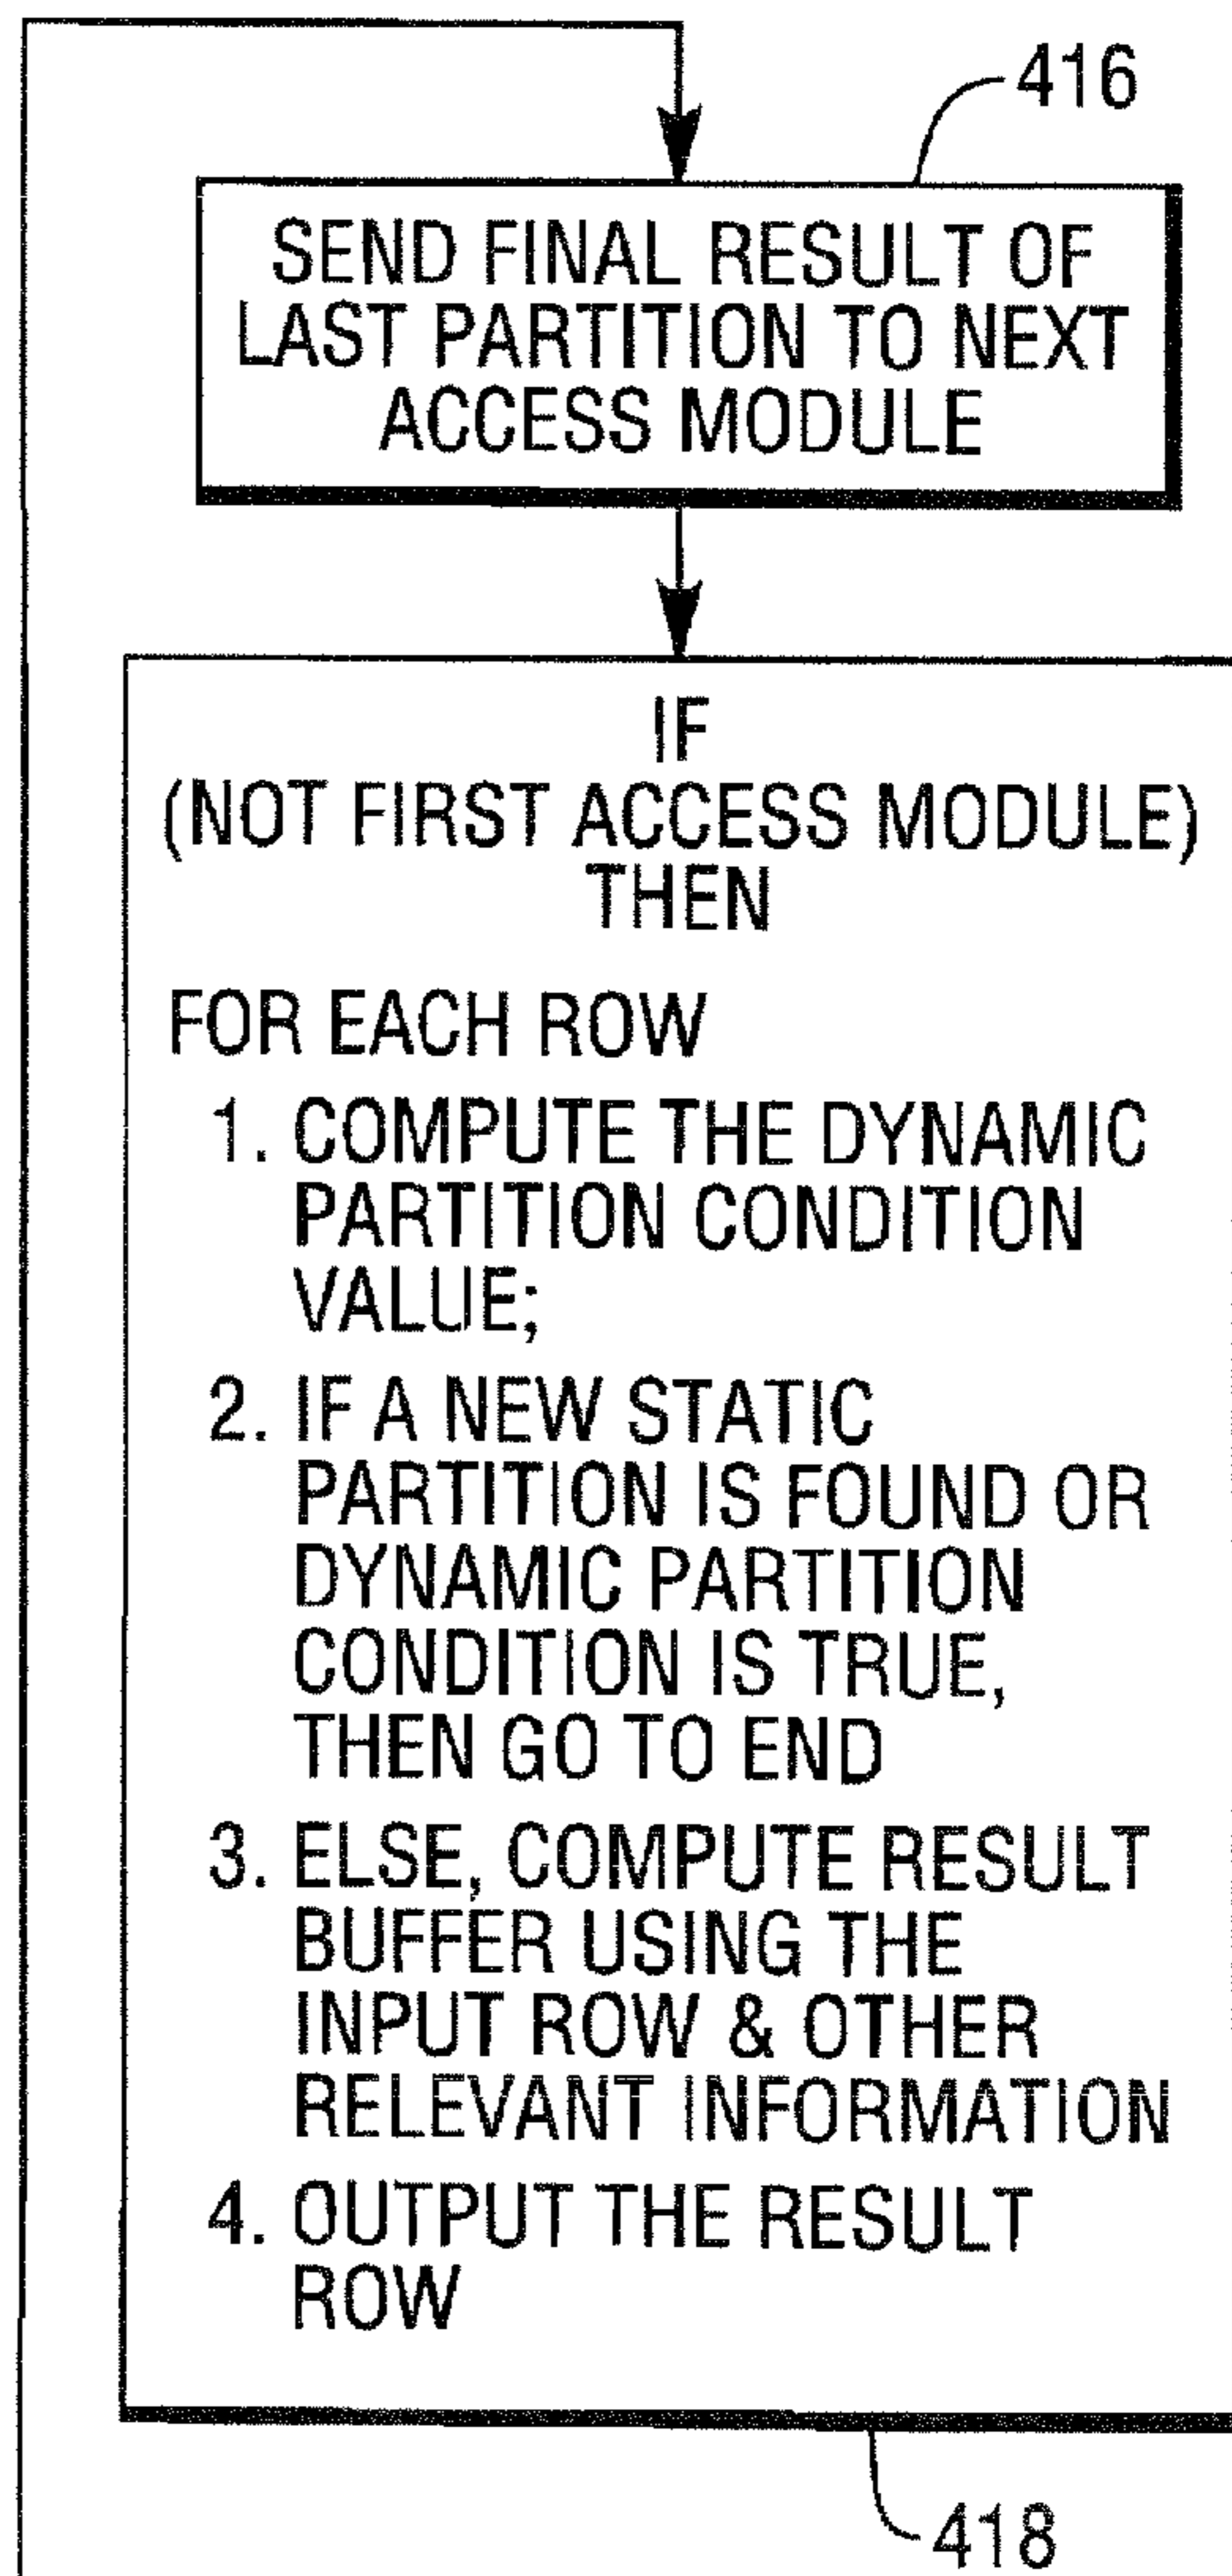 416
SEND FINAL RESULT OF
LAST PARTITION TO NEXT
ACCESS MODULE
IF
(NOT FIRST ACCESS MODULE)
THEN
FOR EACH ROW
1. COMPUTE THE DYNAMIC
PARTITION CONDITION
VALUE;
2. IF A NEW STATIC
PARTITION IS FOUND OR
DYNAMIC PARTITION
CONDITION IS TRUE,
THEN GO TO END
3. ELSE, COMPUTE RESULT
BUFFER USING THE
INPUT ROW & OTHER
RELEVANT INFORMATION
4. OUTPUT THE RESULT
ROW
418